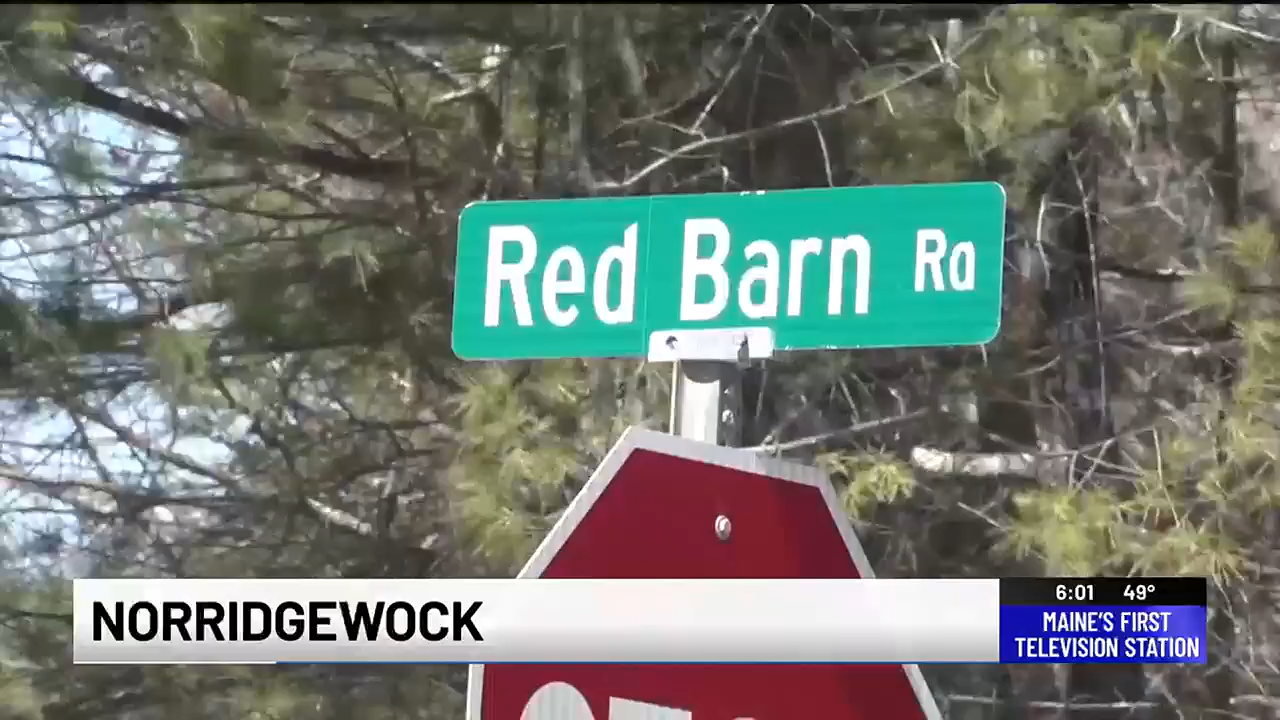 Red Barn Rd
NORRIDGEWOCK
6:01 49°
MAINE'S FIRST
TELEVISION STATION